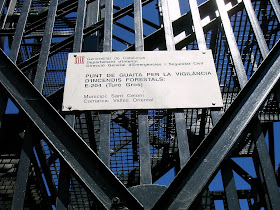 Generalitat de Catalunya
Departament d'Interior
Direcció General d'Emergències i Seguretat Civil
PUNT DE GUAITA PER LA VIGILÀNCIA
D'INCENDIS FORESTALS:
E-204 (Turó Gros)
Municipi: Sant Celoni
Comarca: Vallès Oriental